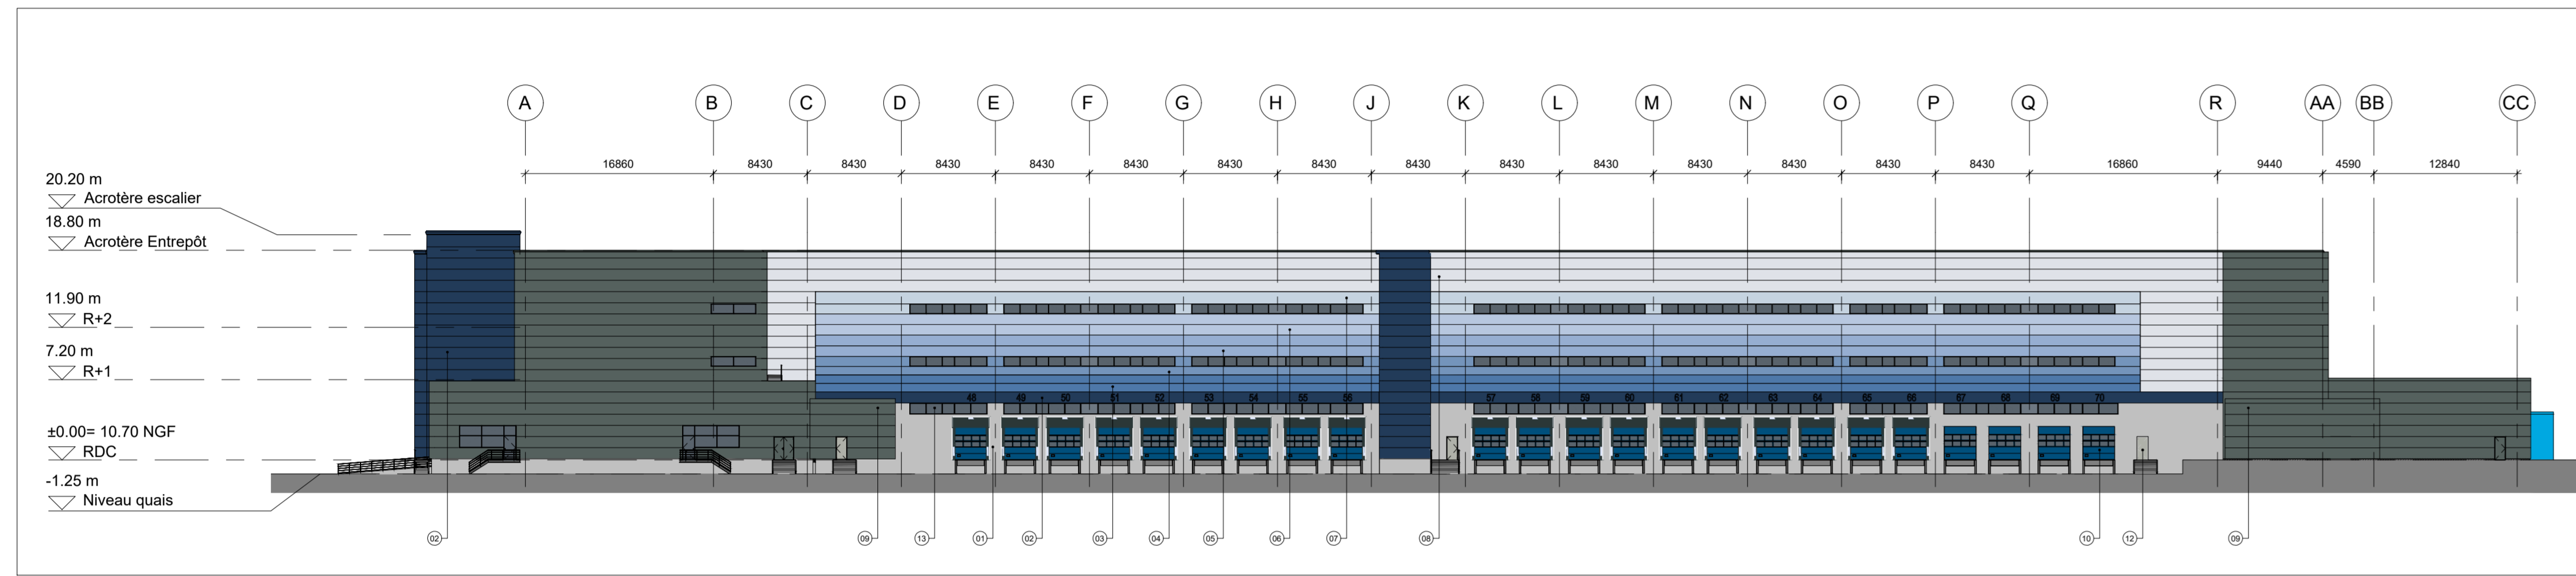 A B C D E F G H J K L M N O P Q R AA BB CC
16860 8430 8430 8430 8430 8430 8430 8430 8430 8430 8430 8430 8430 8430 8430 16860 9440 4590 12840
20.20 m
Acrotère escalier
18.80 m
Acrotère Entrepôt
11.90 m
R+2
7.20 m
R+1
48 49 50 51 52 53 54 55 56 57 58 59 60 61 62 63 64 65 66 67 68 69 70
±0.00= 10.70 NGF
RDC
-1.25 m
Niveau quais
02 09 13 01 02 03 04 05 06 07 08 10 12 09